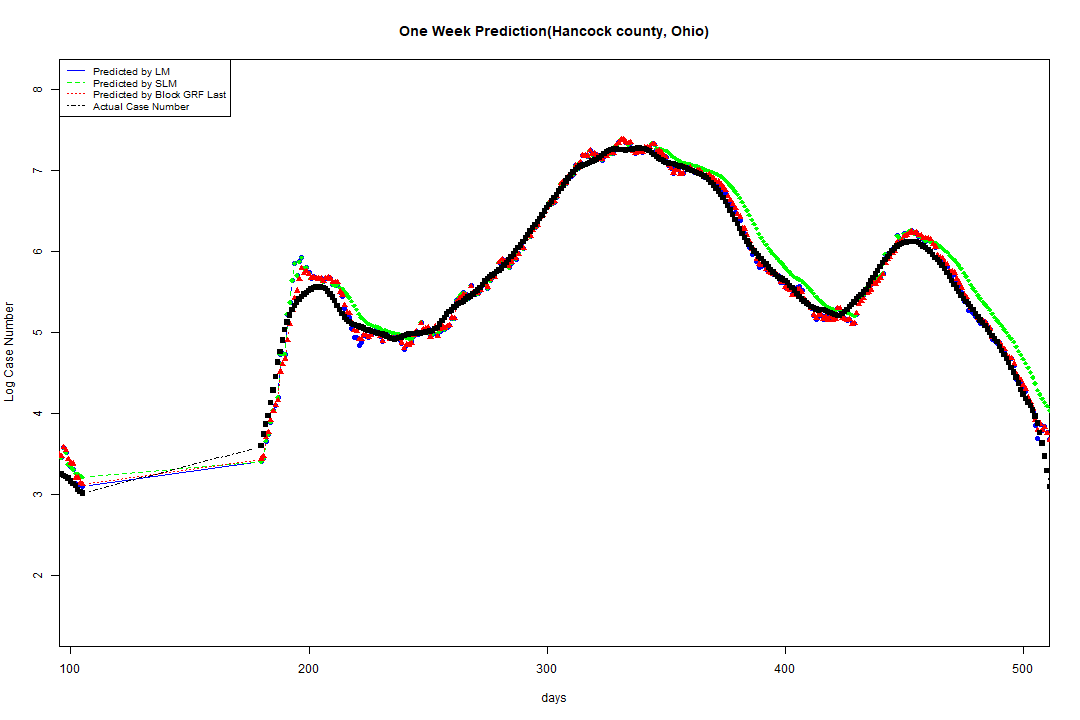 One Week Prediction(Hancock county, Ohio)
Predicted by LM
Predicted by SLM
Predicted by Block GRF Last
Actual Case Number
8
7
6
5
4
3
2
Log Case Number
100 200 300 400 500
days